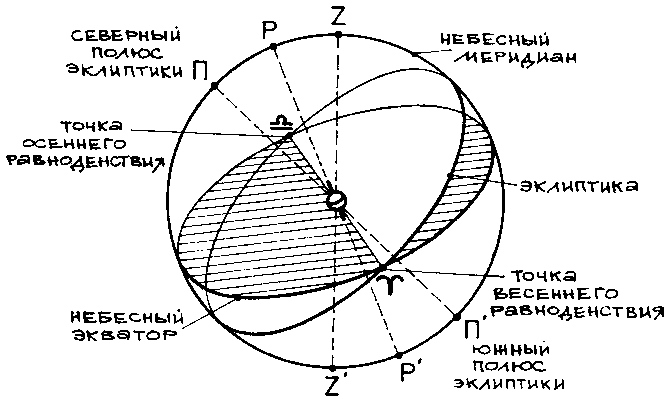 СЕВЕРНЫЙ
ПОЛЮС
ЭКЛИПТИКИ
П
P
Z
НЕБЕСНЫЙ
МЕРИДИАН
ТОЧКА
ОСЕННЕГО
РАВНОДЕНСТВИЯ
♎
ЭКЛИПТИКА
♈
ТОЧКА
ВЕСЕННЕГО
РАВНОДЕНСТВИЯ
НЕБЕСНЫЙ
ЭКВАТОР
П'
ЮЖНЫЙ
ПОЛЮС
ЭКЛИПТИКИ
Z'
P'